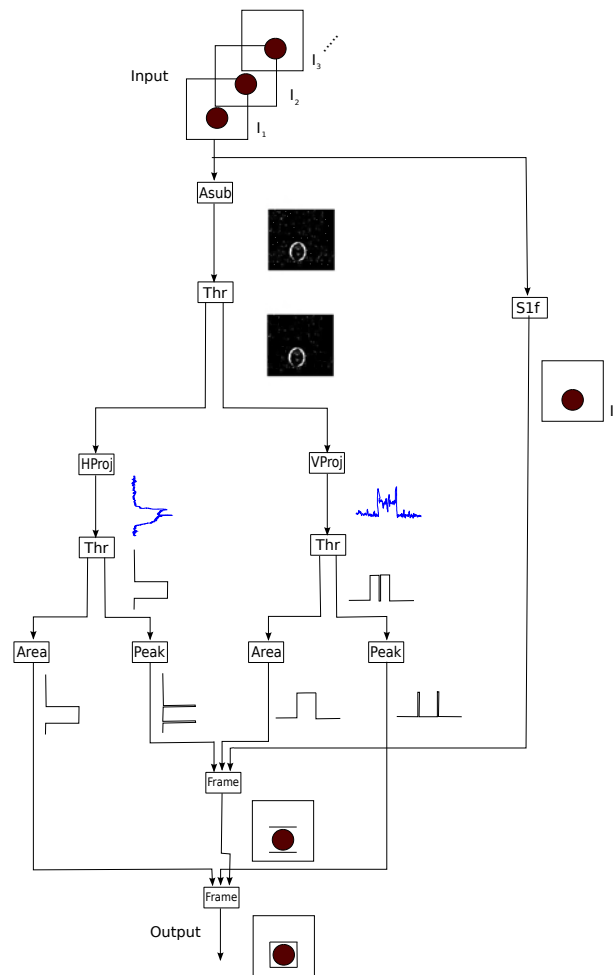 Input
I3
I2
I1
Asub
Thr
S1f
I
HProj
VProj
Thr
Thr
Area
Peak
Area
Peak
Frame
Frame
Output